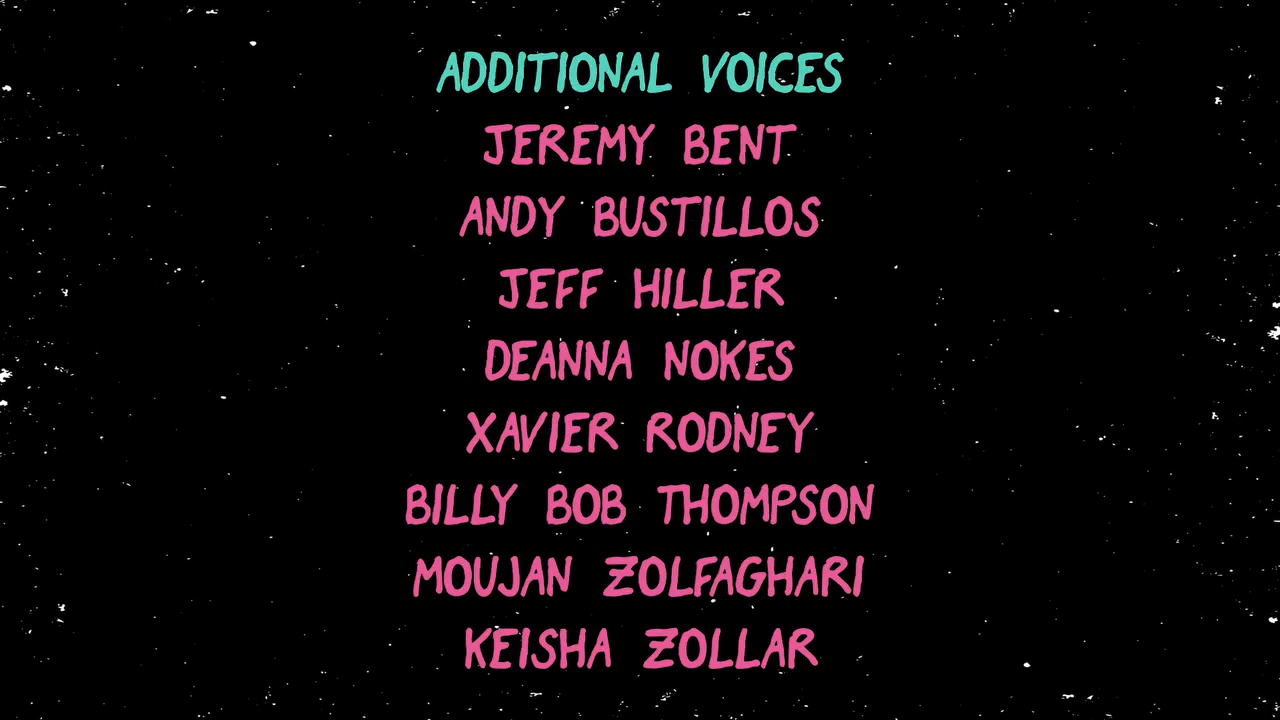 ADDITIONAL VOICES
JEREMY BENT
ANDY BUSTILLOS
JEFF HILLER
DEANNA NOKES
XAVIER RODNEY
BILLY BOB THOMPSON
MOUJAN ZOLFAGHARI
KEISHA ZOLLAR